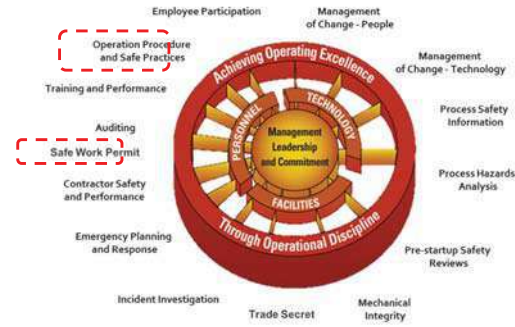 Employee Participation
Management
of Change - People
Operation Procedure
and Safe Practices
Achieving Operating Excellence
Management
of Change - Technology
Training and Performance
PERSONNEL
TECHNOLOGY
Process Safety
Information
Auditing
Management
Leadership
and Commitment
Safe Work Permit
Process Hazards
Analysis
Contractor Safety
and Performance
FACILITIES
Through Operational Discipline
Emergency Planning
and Response
Pre-startup Safety
Reviews
Incident Investigation
Trade Secret
Mechanical
Integrity